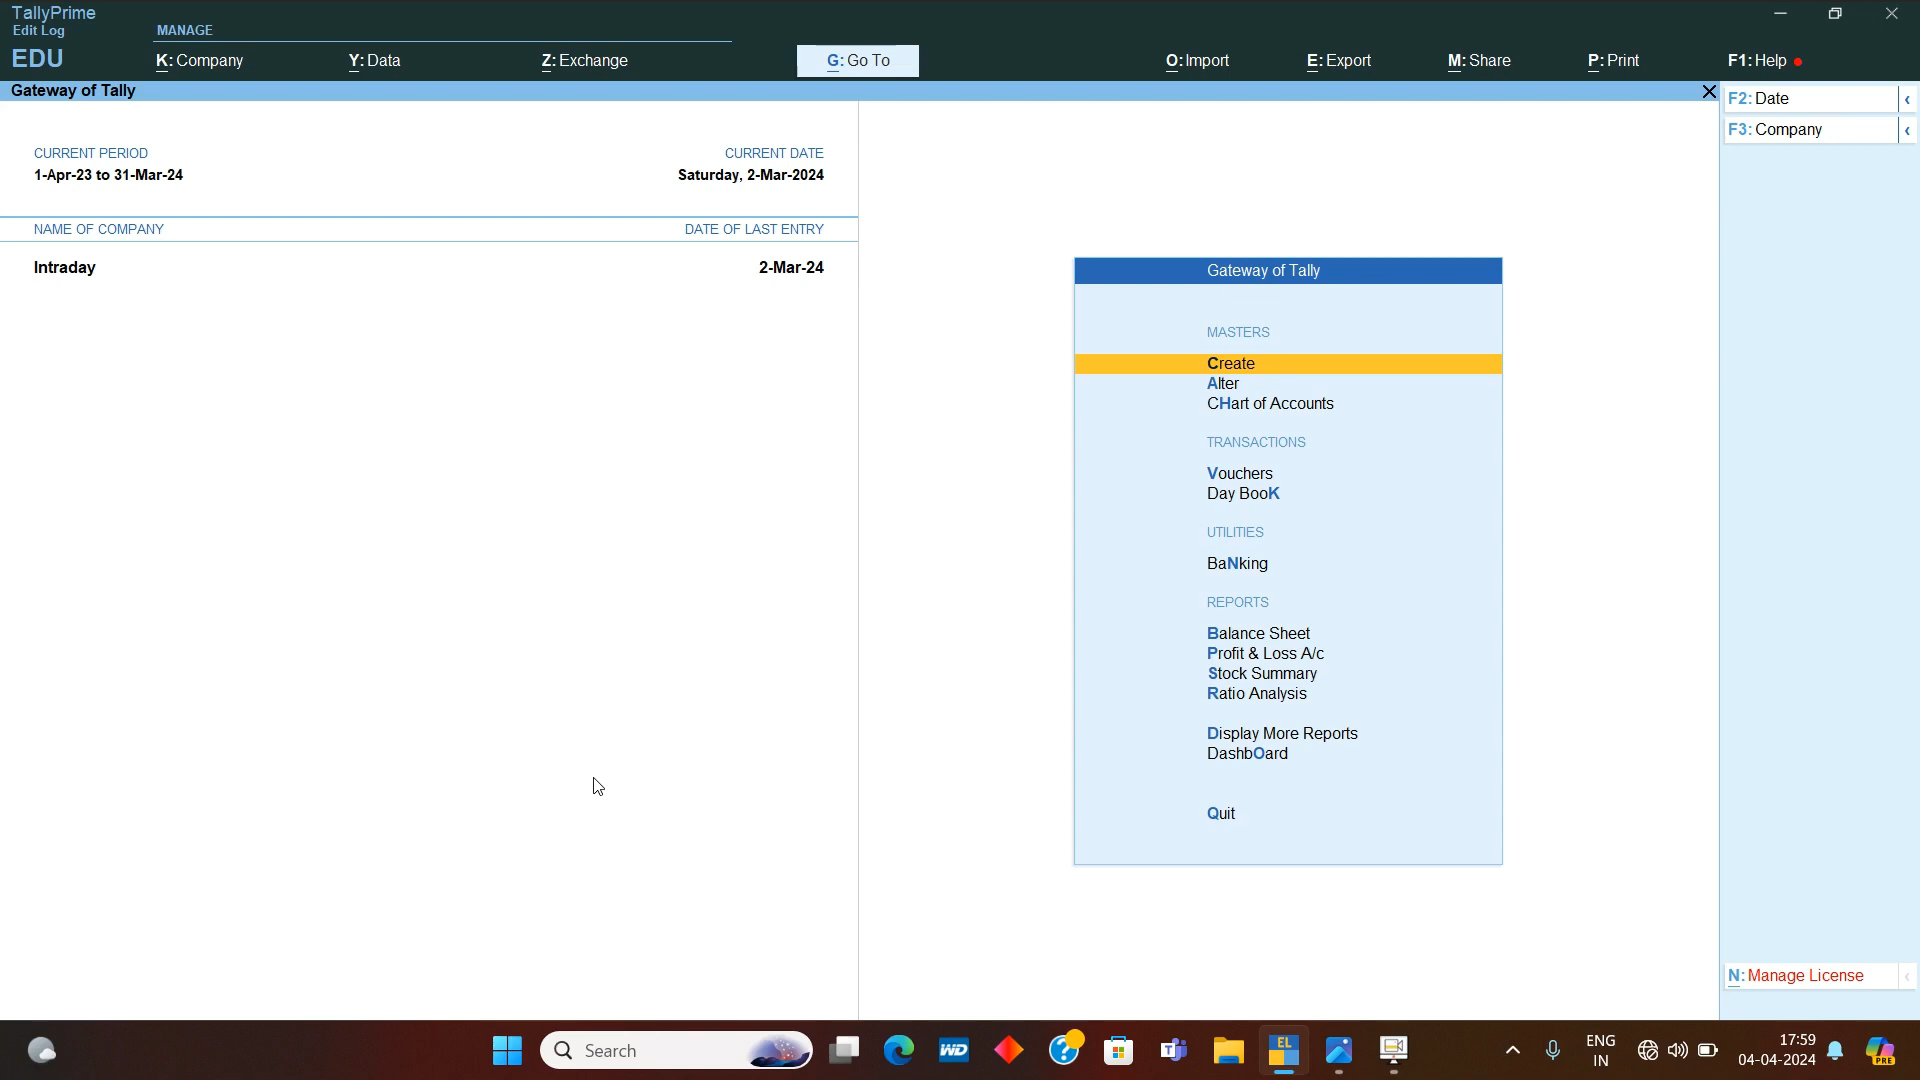 TallyPrime
Edit Log
EDU
MANAGE
K: Company
Y: Data
Z: Exchange
G: Go To
O: Import
E: Export
M: Share
P: Print
F1: Help
Gateway of Tally
F2: Date
F3: Company
CURRENT PERIOD
CURRENT DATE
1-Apr-23 to 31-Mar-24
Saturday, 2-Mar-2024
NAME OF COMPANY
DATE OF LAST ENTRY
Intraday
2-Mar-24
Gateway of Tally
MASTERS
Create
Alter
CHart of Accounts
TRANSACTIONS
Vouchers
Day BooK
UTILITIES
BaNking
REPORTS
Balance Sheet
Profit & Loss A/c
Stock Summary
Ratio Analysis
Display More Reports
DashbOard
Quit
N: Manage License
Search
WD
EL
ENG
IN
17:59
04-04-2024
PRE